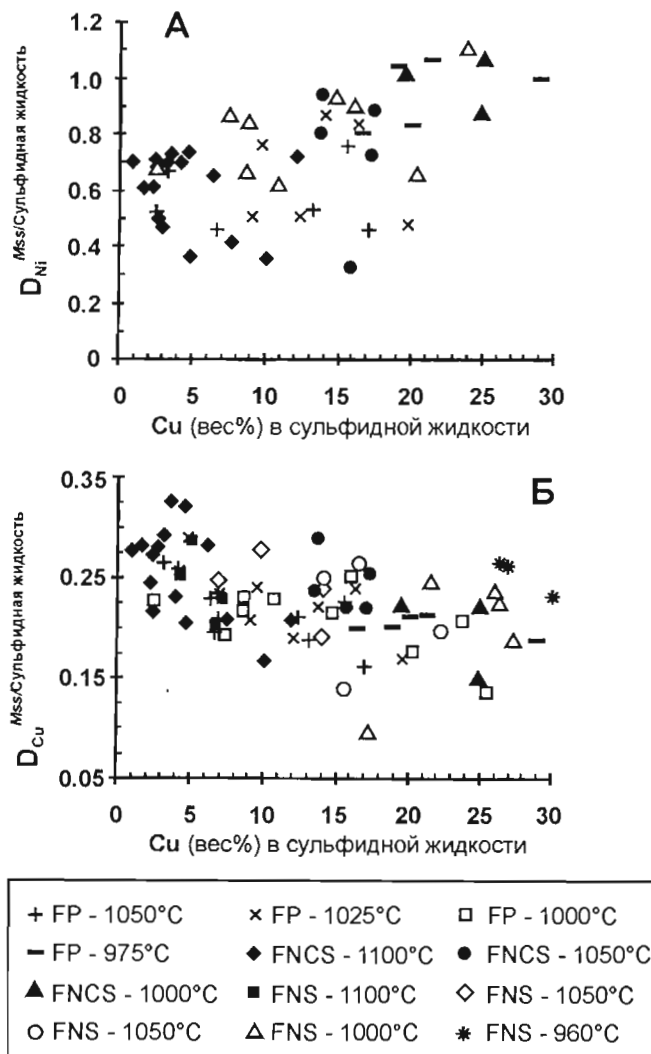 А
1.2
1.0
0.8
0.6
0.4
0.2
0
D Ni Mss/Сульфидная жидкость
0 5 10 15 20 25 30
Cu (вес%) в сульфидной жидкости
Б
0.35
0.25
0.15
0.05
D Cu Mss/Сульфидная жидкость
0 5 10 15 20 25 30
Cu (вес%) в сульфидной жидкости
FP - 1050°C FP - 1025°C FP - 1000°C
FP - 975°C FNCS - 1100°C FNCS - 1050°C
FNCS - 1000°C FNS - 1100°C FNS - 1050°C
FNS - 1050°C FNS - 1000°C FNS - 960°C